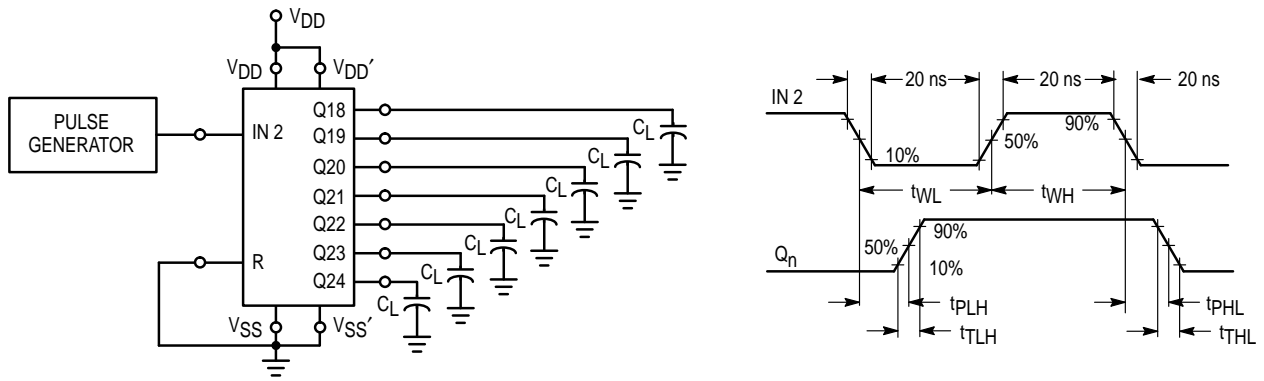 VDD
VDD VDD′
PULSE
GENERATOR
IN 2
R
Q18
Q19
Q20
Q21
Q22
Q23
Q24
CL
CL
CL
CL
CL
CL
CL
VSS VSS′
20 ns 20 ns 20 ns
IN 2
90%
50%
10%
tWL tWH
Qn
50% 90%
10%
tPLH tPHL
tTLH tTHL